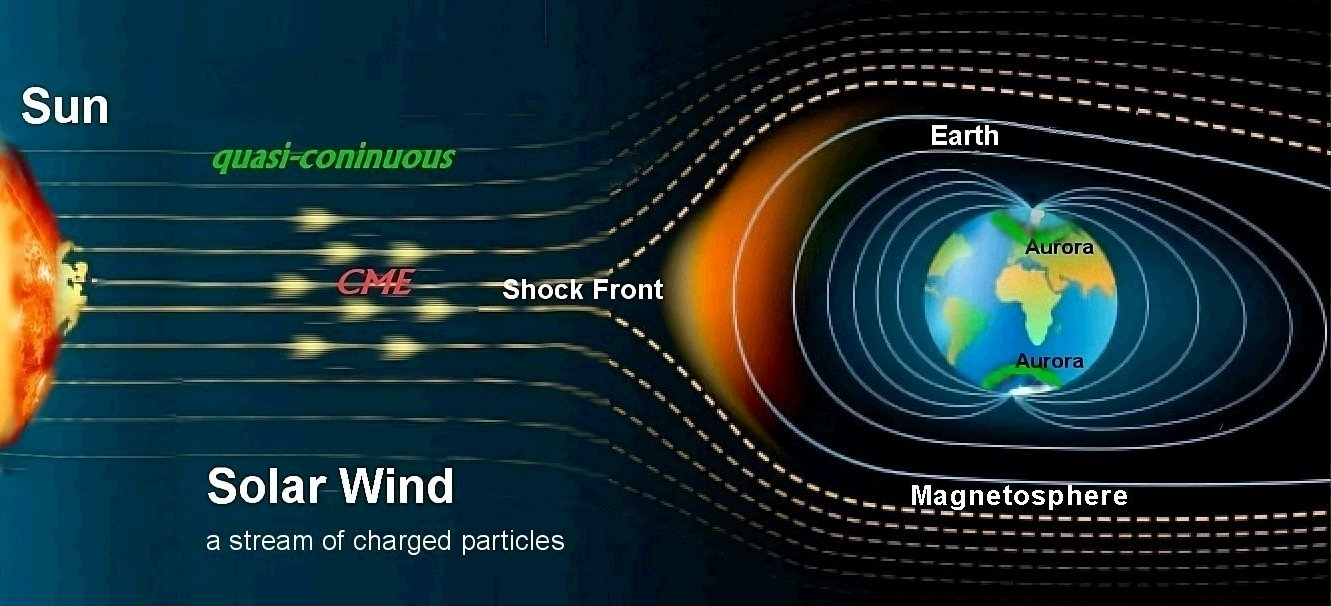 Sun
quasi-coninuous
Earth
Aurora
CME
Shock Front
Aurora
Solar Wind
Magnetosphere
a stream of charged particles